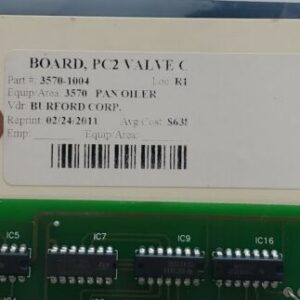 BOARD, PC2 VALVE C
Part #: 3570-1004 Loc: R1
Equip/Area: 3570 PAN OILER
Vdr: BURFORD CORP.
Reprint: 02/24/2011 Avg Cost: $63
Emp: Equip/Area:
IC5 IC7 IC9 IC16